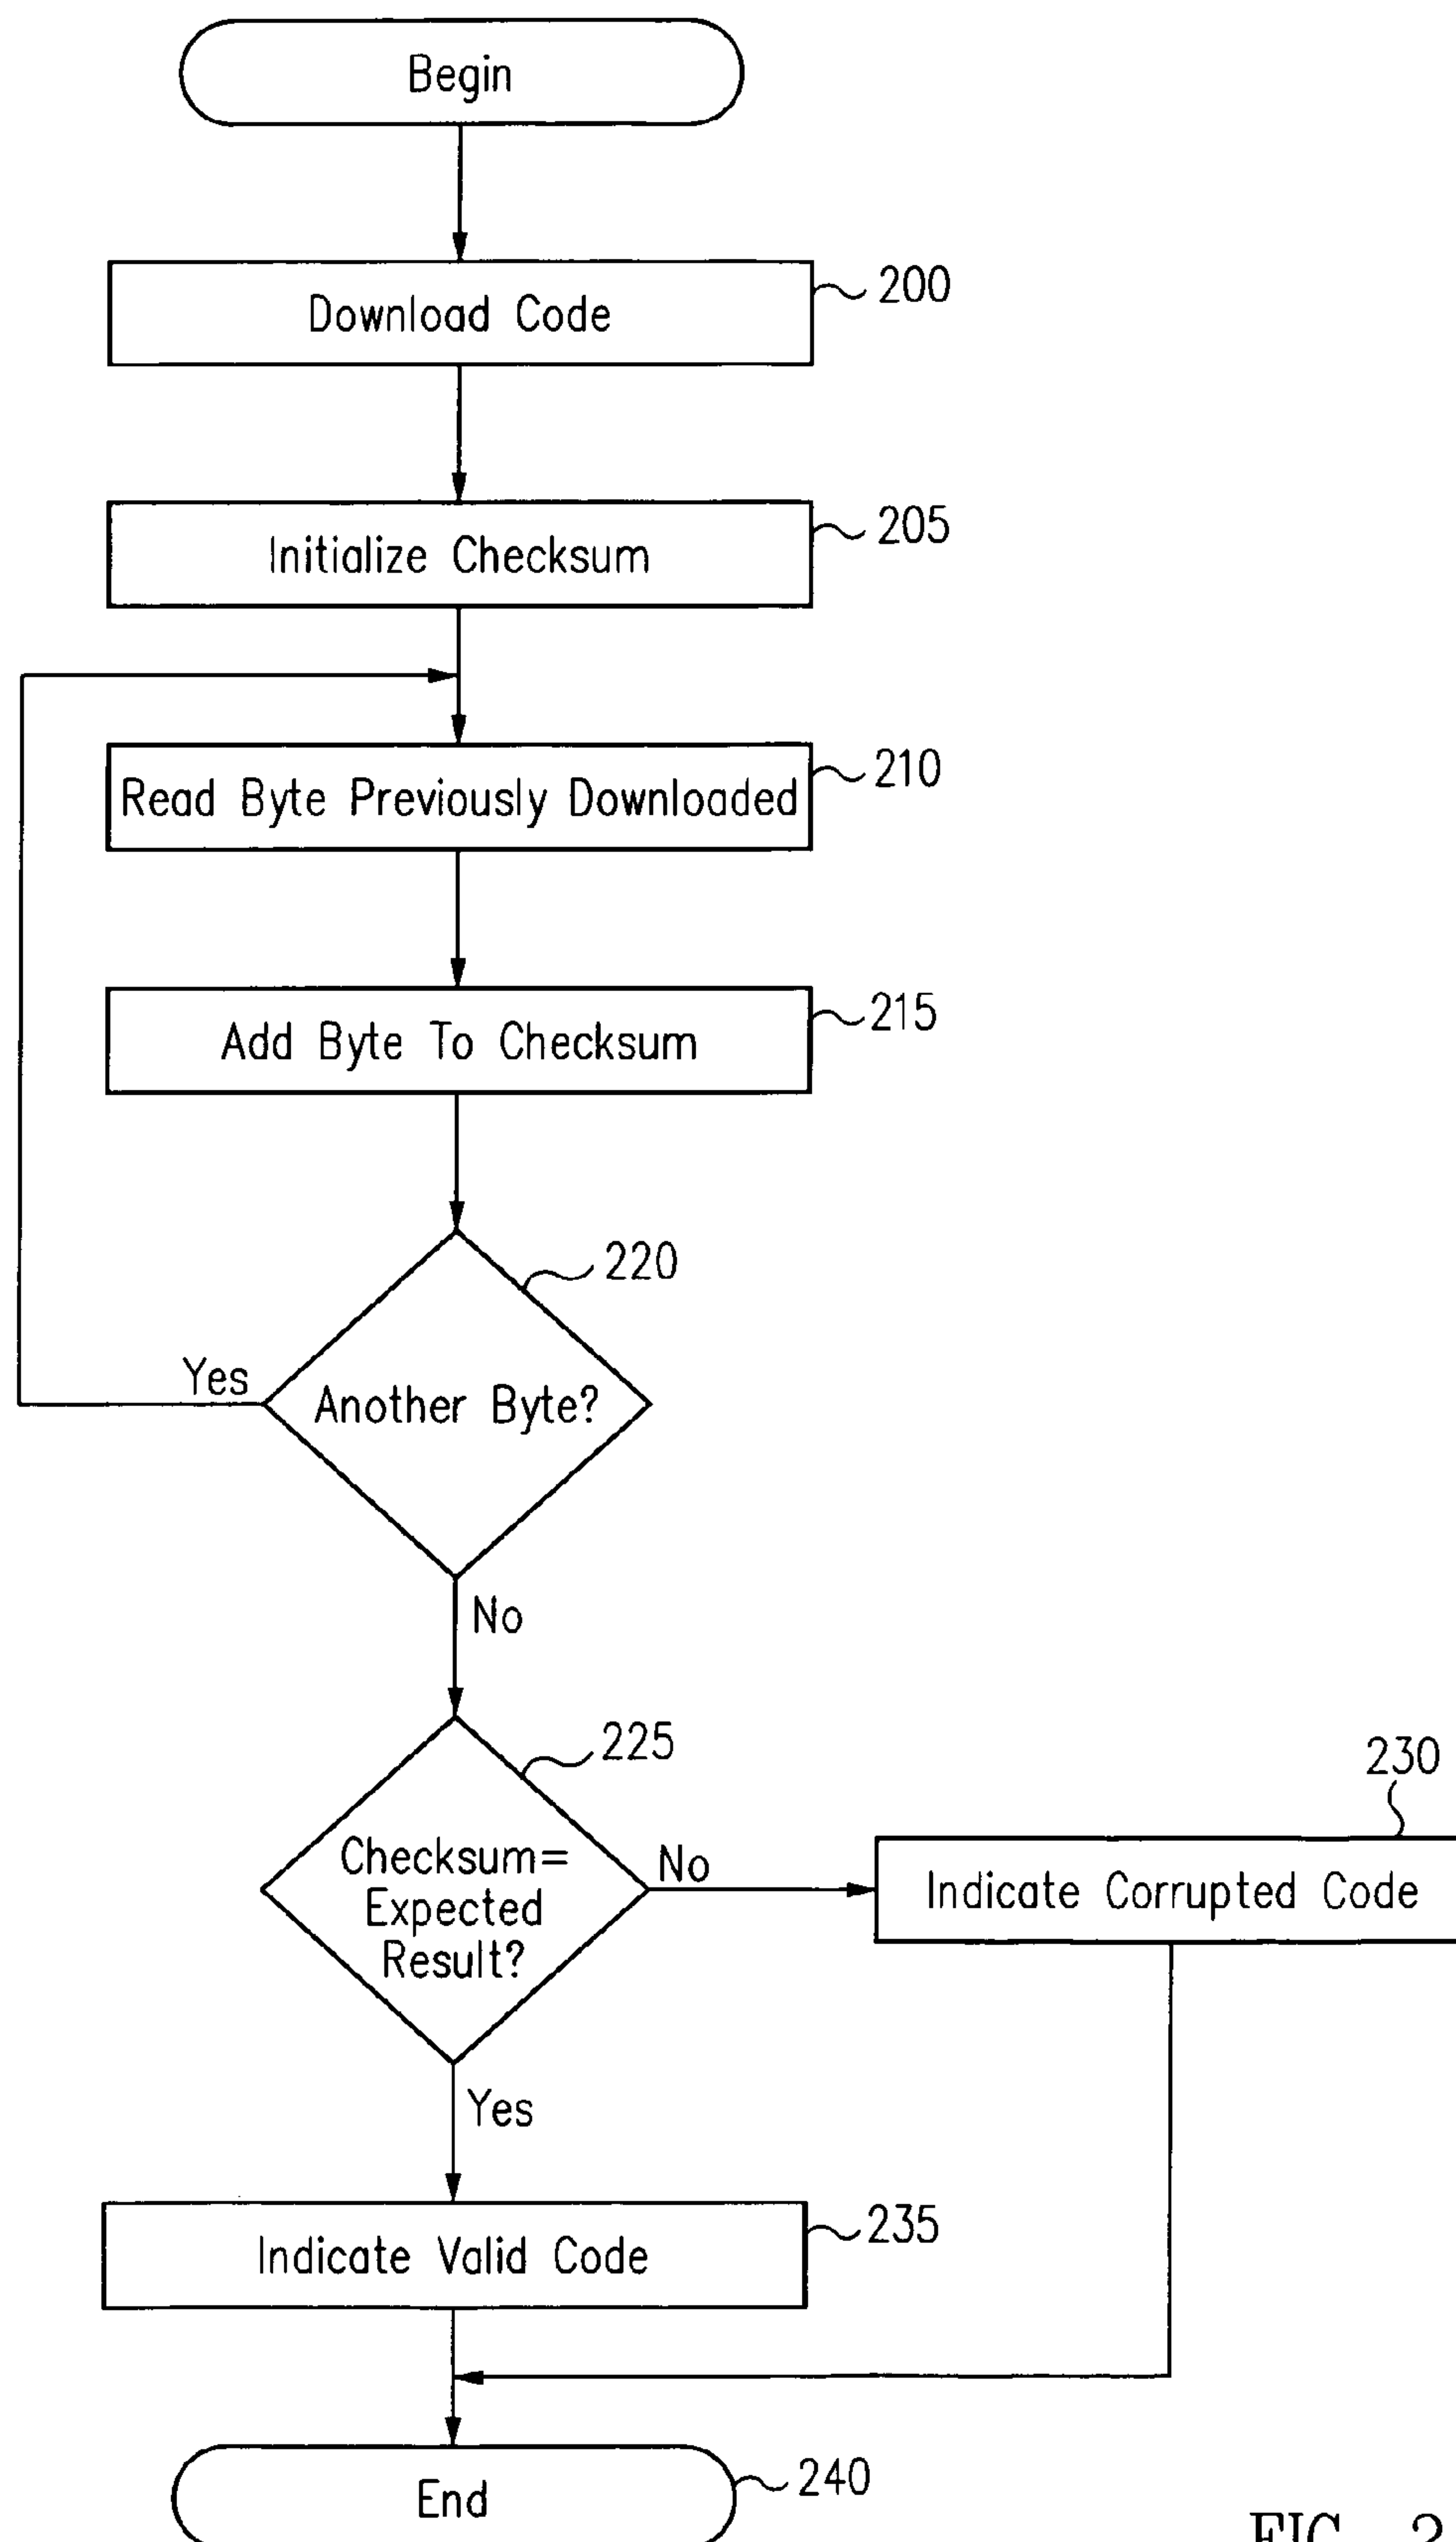 Begin
Download Code
200
Initialize Checksum
205
Read Byte Previously Downloaded
210
Add Byte To Checksum
215
220
Another Byte?
Yes
No
225
Checksum=
Expected
Result?
No
230
Indicate Corrupted Code
Yes
Indicate Valid Code
235
End
240
FIG. 2